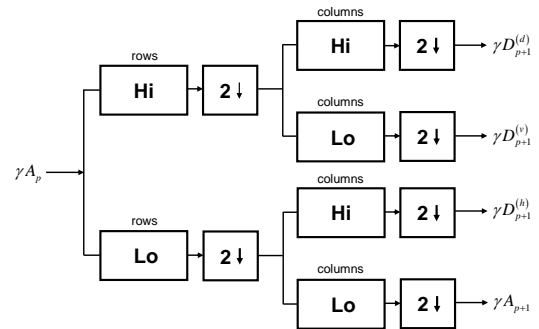 columns
Hi
2↓
γD_{p+1}^{(d)}
rows
Hi
2↓
columns
Lo
2↓
γD_{p+1}^{(v)}
γA_p
rows
Lo
2↓
columns
Hi
2↓
γD_{p+1}^{(h)}
columns
Lo
2↓
γA_{p+1}